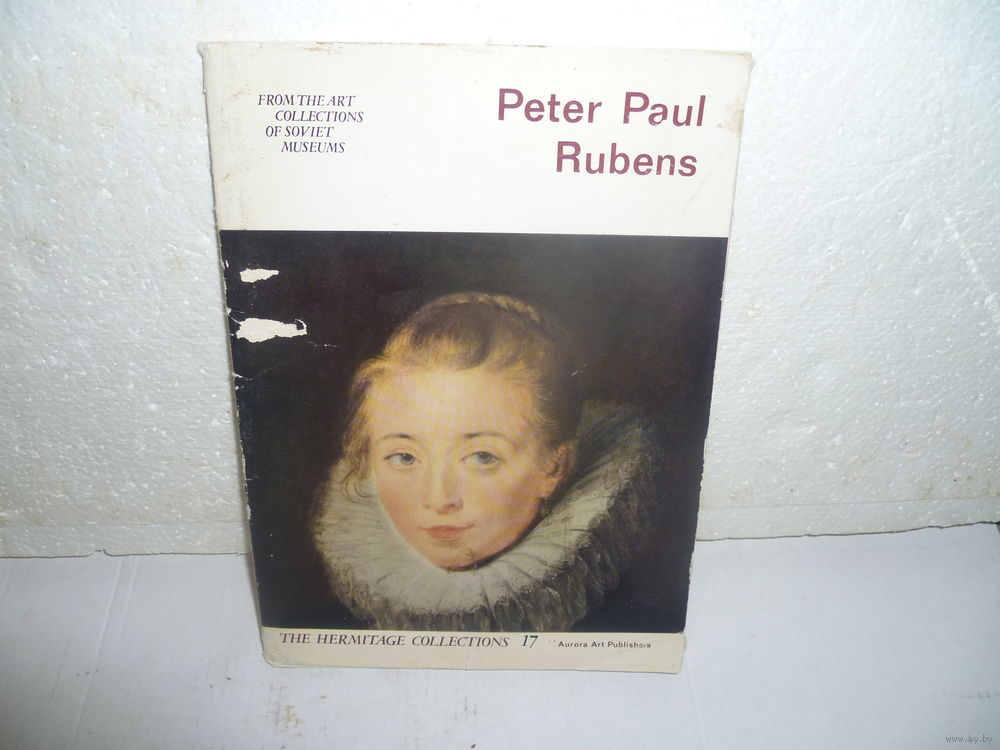 FROM THE ART
COLLECTIONS
OF SOVIET
MUSEUMS
Peter Paul
Rubens
THE HERMITAGE COLLECTIONS 17
Aurora Art Publishers
www.ay.by